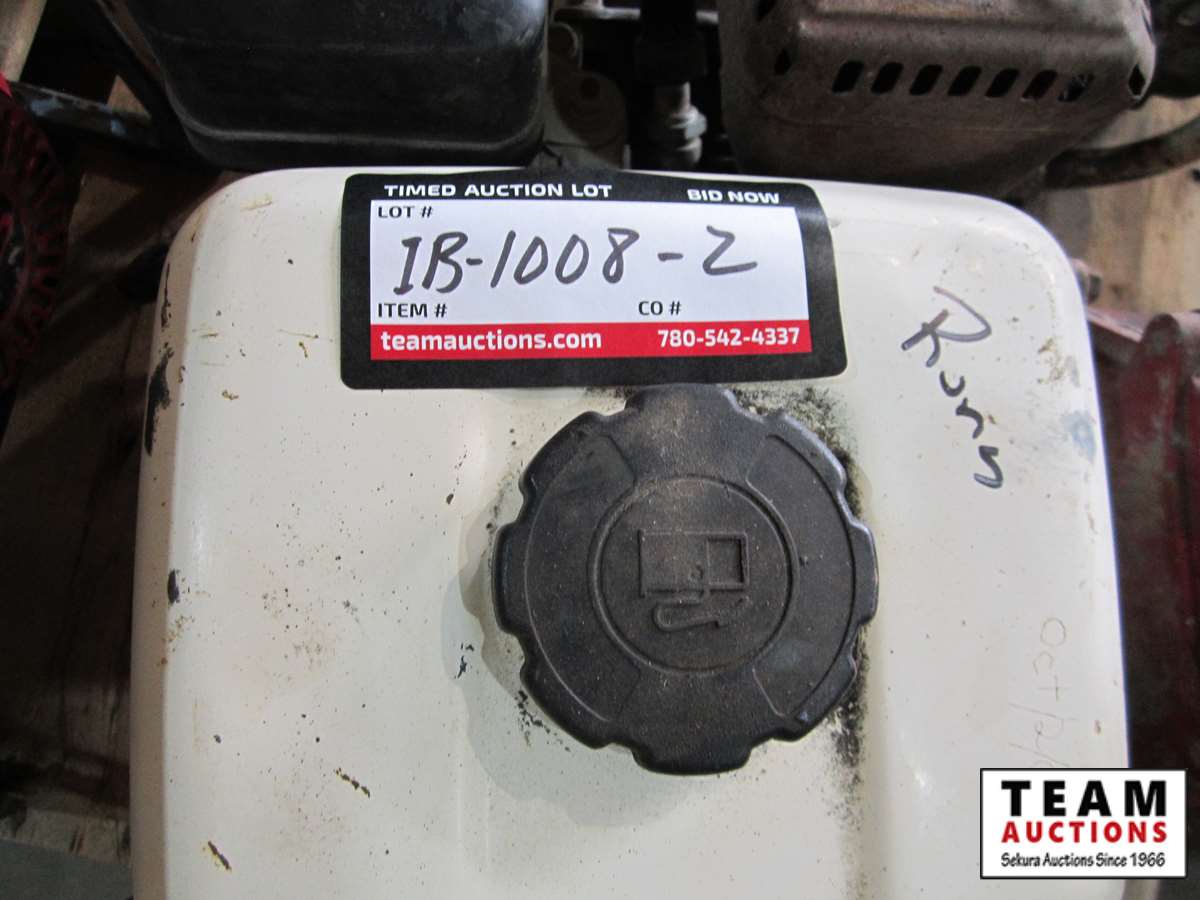 TIMED AUCTION LOT BID NOW
LOT #
IB-1008-2
ITEM # CO #
teamauctions.com 780-542-4337
Runs
TEAM
AUCTIONS
Sekura Auctions Since 1966